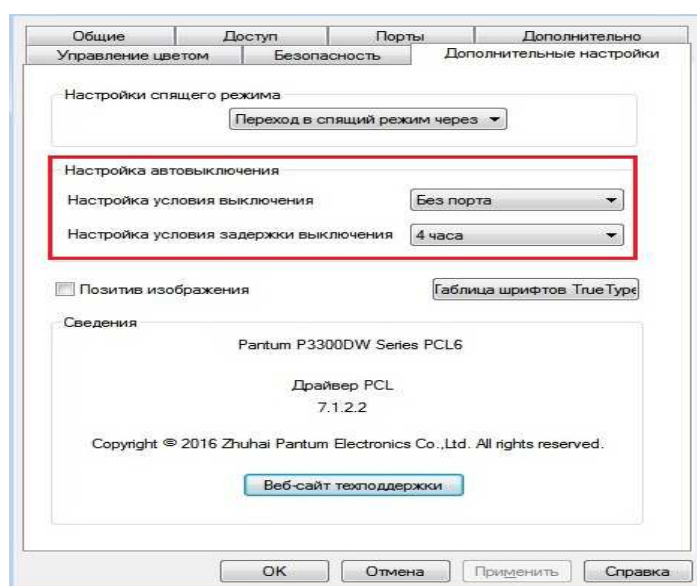 Общие Доступ Порты Дополнительно
Управление цветом Безопасность Дополнительные настройки
Настройки спящего режима
Переход в спящий режим через
Настройка автовыключения
Настройка условия выключения Без порта
Настройка условия задержки выключения 4 часа
Позитив изображения Таблица шрифтов TrueType
Сведения
Pantum P3300DW Series PCL6
Драйвер PCL
7.1.2.2
Copyright © 2016 Zhuhai Pantum Electronics Co.,Ltd. All rights reserved.
Веб-сайт техподдержки
OK Отмена Применить Справка